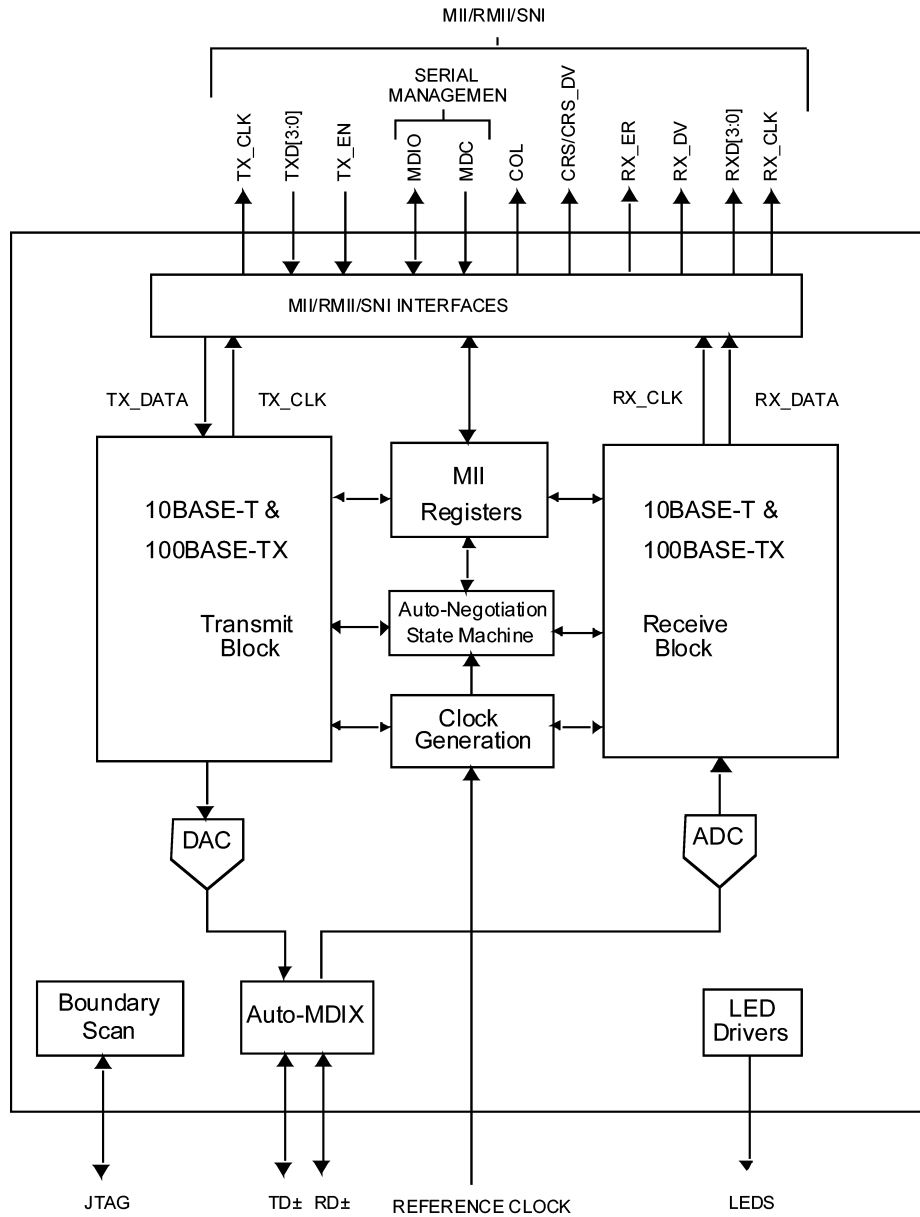 MII/RMII/SNI
SERIAL
MANAGEMEN
TX_CLK
TXD[3:0]
TX_EN
MDIO
MDC
COL
CRS/CRS_DV
RX_ER
RX_DV
RXD[3:0]
RX_CLK
MII/RMII/SNI INTERFACES
TX_DATA
TX_CLK
RX_CLK
RX_DATA
10BASE-T &
100BASE-TX
Transmit
Block
MII
Registers
Auto-Negotiation
State Machine
Clock
Generation
10BASE-T &
100BASE-TX
Receive
Block
DAC
ADC
Boundary
Scan
Auto-MDIX
LED
Drivers
JTAG
TD±
RD±
REFERENCE CLOCK
LEDS